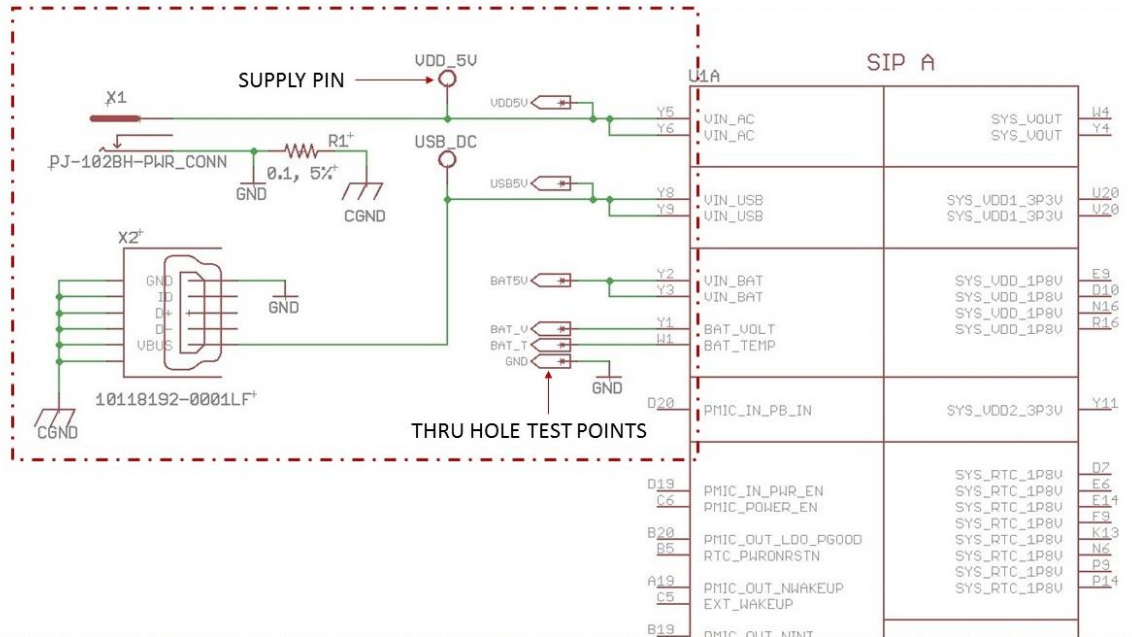 SIP A
VDD_5V
SUPPLY PIN
U1A
X1
VDD5V
Y5 VIN_AC SYS_VOUT W4
Y6 VIN_AC SYS_VOUT Y4
USB_DC
R1
PJ-102BH-PWR_CONN
0.1, 5%
GND
CGND
USB5V
Y8 VIN_USB SYS_VDD1_3P3V U20
Y9 VIN_USB SYS_VDD1_3P3V V20
X2
GND
ID
D+
D-
VBUS
GND
10118192-0001LF
CGND
BAT5V
Y2 VIN_BAT SYS_VDD_1P8V E9
Y3 VIN_BAT SYS_VDD_1P8V D10
SYS_VDD_1P8V N16
BAT_V Y1 BAT_VOLT SYS_VDD_1P8V R16
BAT_T W1 BAT_TEMP
GND
GND
D20 PMIC_IN_PB_IN SYS_VDD2_3P3V Y11
THRU HOLE TEST POINTS
SYS_RTC_1P8V D7
D19 PMIC_IN_PWR_EN SYS_RTC_1P8V E6
C6 PMIC_POWER_EN SYS_RTC_1P8V E14
SYS_RTC_1P8V F9
B20 PMIC_OUT_LDO_PGOOD SYS_RTC_1P8V K13
B5 RTC_PWRONRSTN SYS_RTC_1P8V N6
SYS_RTC_1P8V P9
A19 PMIC_OUT_NWAKEUP SYS_RTC_1P8V P14
C5 EXT_WAKEUP
B19 PMIC_OUT_NINT